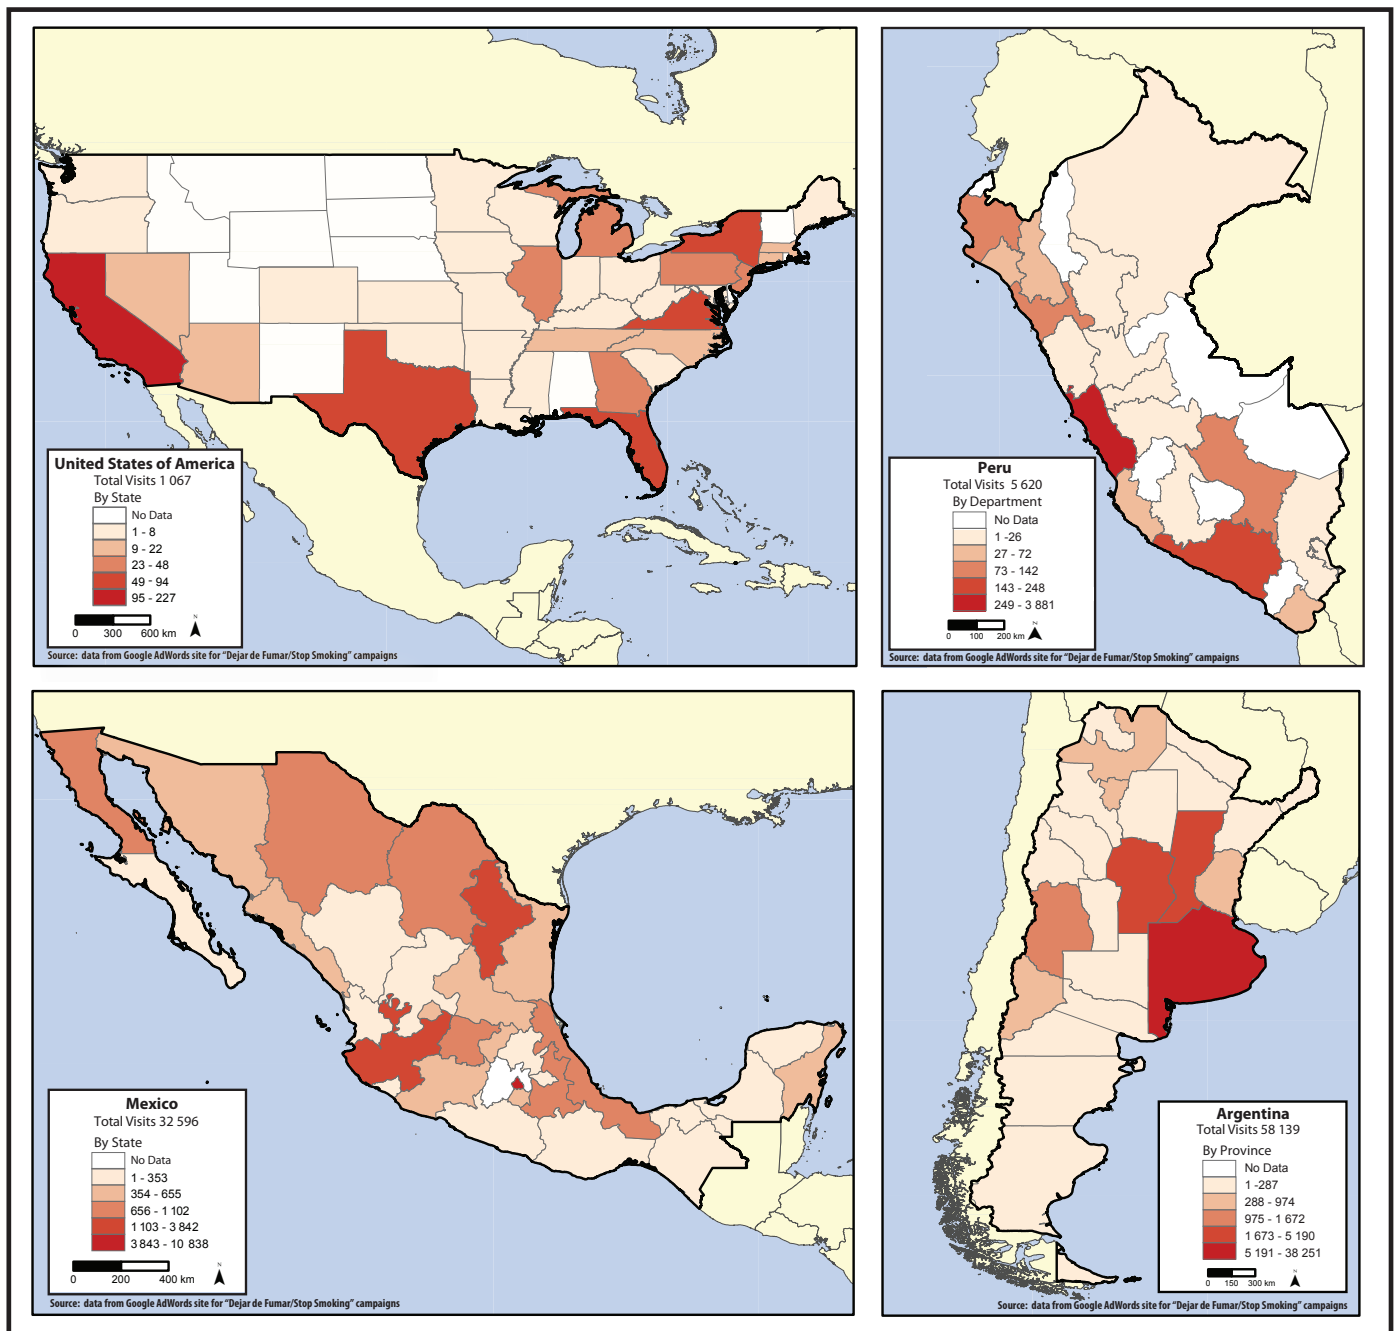 United States of America
Total Visits 1 067
By State
No Data
1 - 8
9 - 22
23 - 48
49 - 94
95 - 227
N
0 300 600 km
Source: data from Google AdWords site for “Dejar de Fumar/Stop Smoking” campaigns
Peru
Total Visits 5 620
By Department
No Data
1 -26
27 - 72
73 - 142
143 - 248
249 - 3 881
N
0 100 200 km
Source: data from Google AdWords site for “Dejar de Fumar/Stop Smoking” campaigns
Mexico
Total Visits 32 596
By State
No Data
1 - 353
354 - 655
656 - 1 102
1 103 - 3 842
3 843 - 10 838
N
0 200 400 km
Source: data from Google AdWords site for “Dejar de Fumar/Stop Smoking” campaigns
Argentina
Total Visits 58 139
By Province
No Data
1 -287
288 - 974
975 - 1 672
1 673 - 5 190
5 191 - 38 251
N
0 150 300 km
Source: data from Google AdWords site for “Dejar de Fumar/Stop Smoking” campaigns